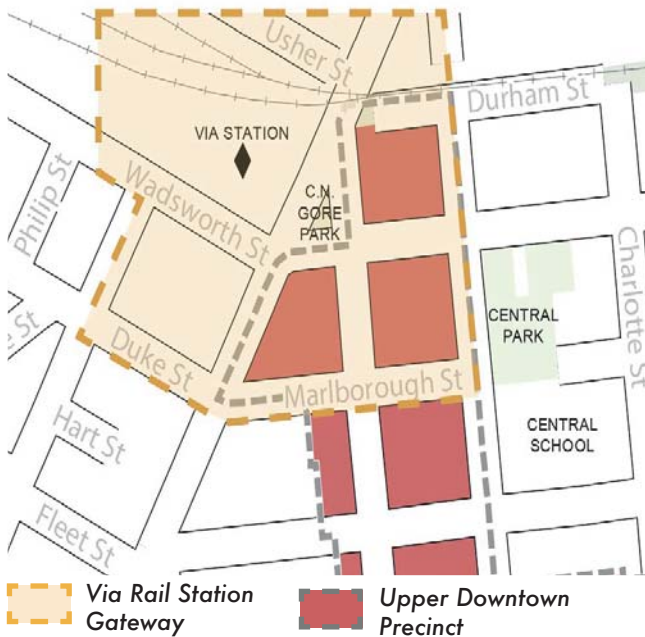 Usher St
Durham St
VIA STATION
Philip St
Wadsworth St
C.N.
GORE
PARK
Charlotte St
CENTRAL
PARK
e St
Duke St
Marlborough St
Hart St
CENTRAL
SCHOOL
Fleet St
Via Rail Station
Gateway
Upper Downtown
Precinct